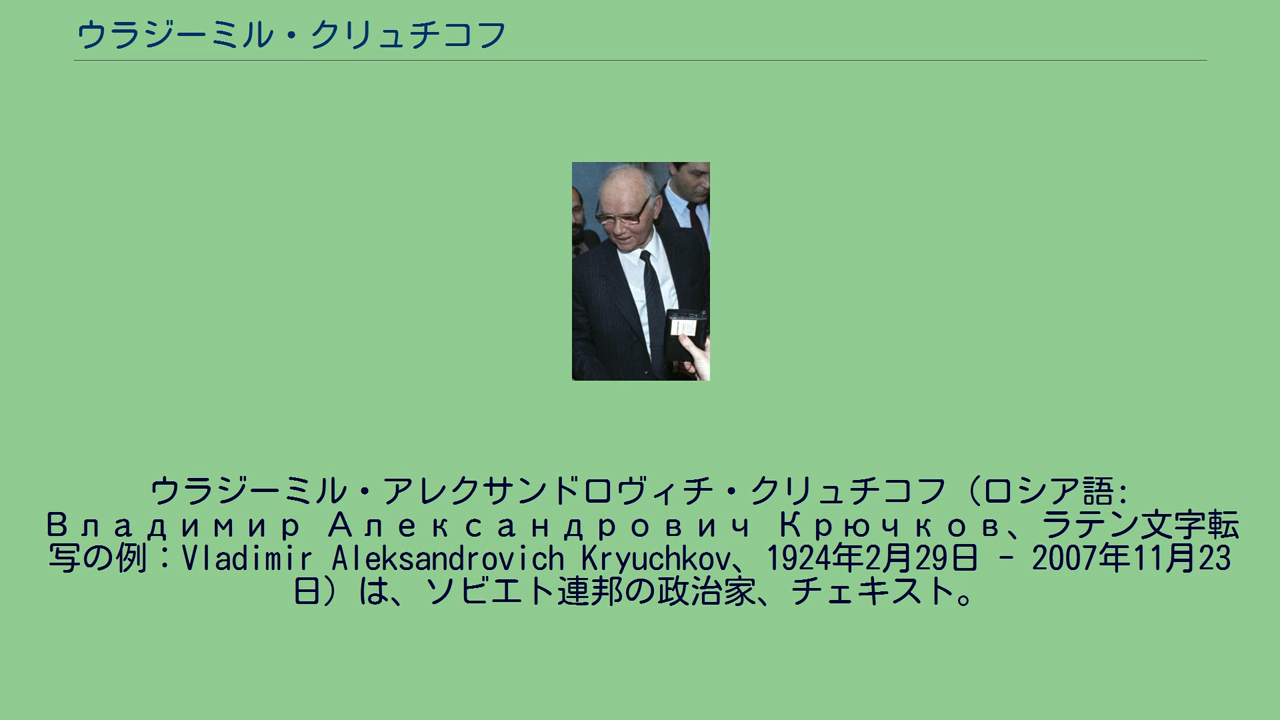 ウラジーミル・クリュチコフ
ウラジーミル・アレクサンドロヴィチ・クリュチコフ（ロシア語:
Владимир Александрович Крючков、ラテン文字転
写の例：Vladimir Aleksandrovich Kryuchkov、1924年2月29日 - 2007年11月23
日）は、ソビエト連邦の政治家、チェキスト。